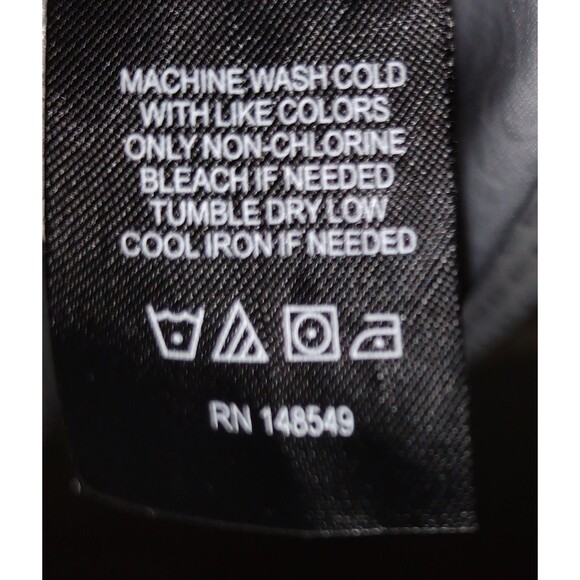 MACHINE WASH COLD
WITH LIKE COLORS
ONLY NON-CHLORINE
BLEACH IF NEEDED
TUMBLE DRY LOW
COOL IRON IF NEEDED
RN 148549